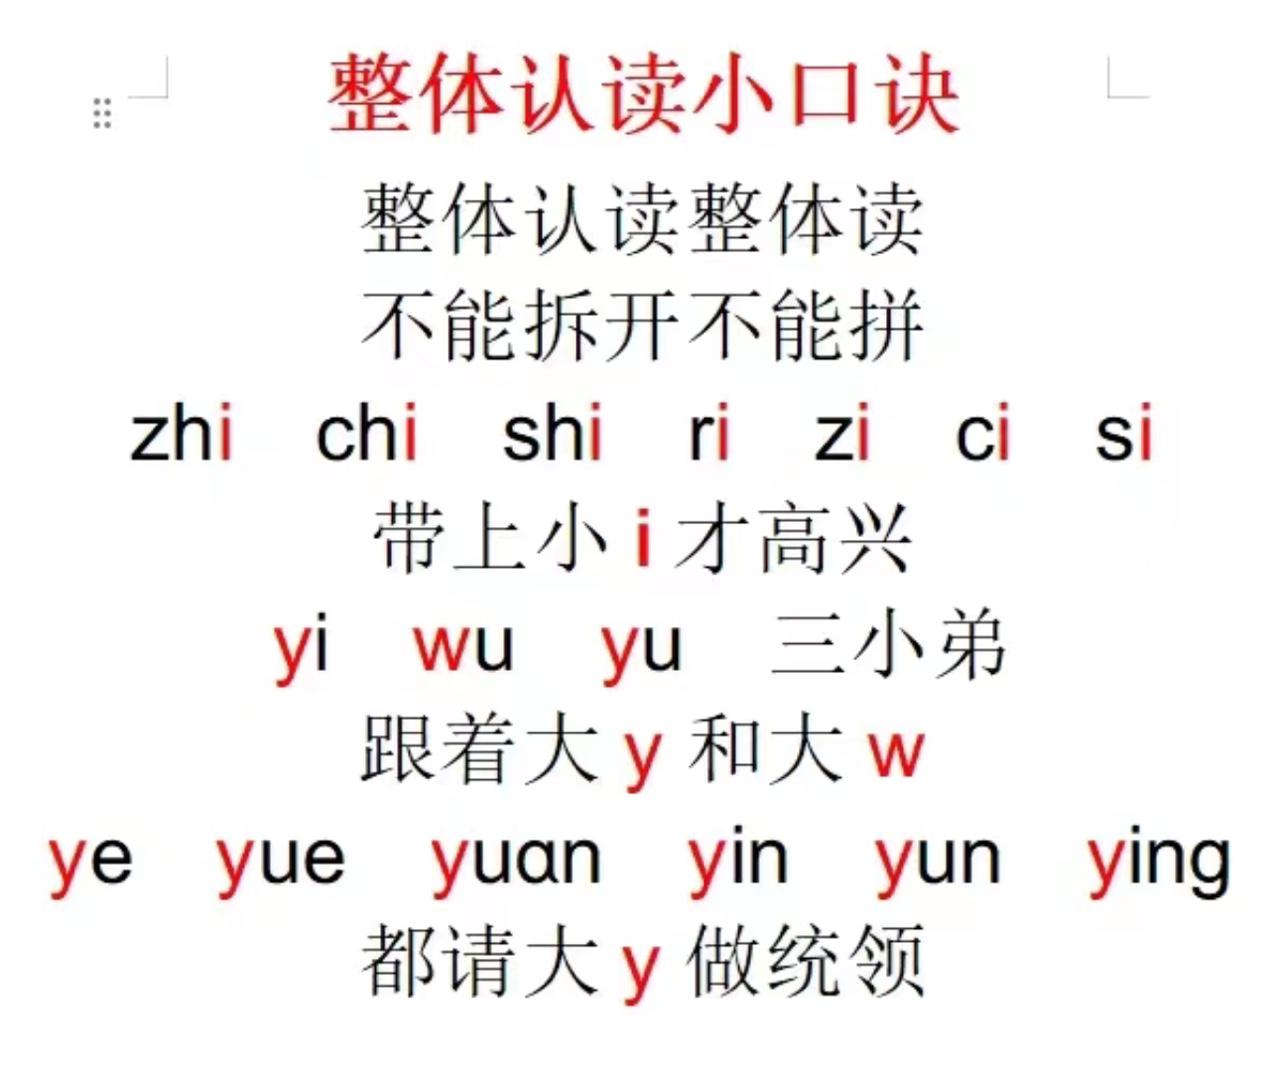 整体认读小口诀
整体认读整体读
不能拆开不能拼
zhi chi shi ri zi ci si
带上小 i 才高兴
yi wu yu 三小弟
跟着大 y 和大 w
ye yue yuɑn yin yun ying
都请大 y 做统领